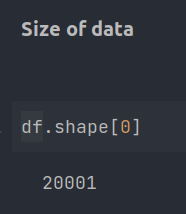 Size of data
df.shape[0]
20001